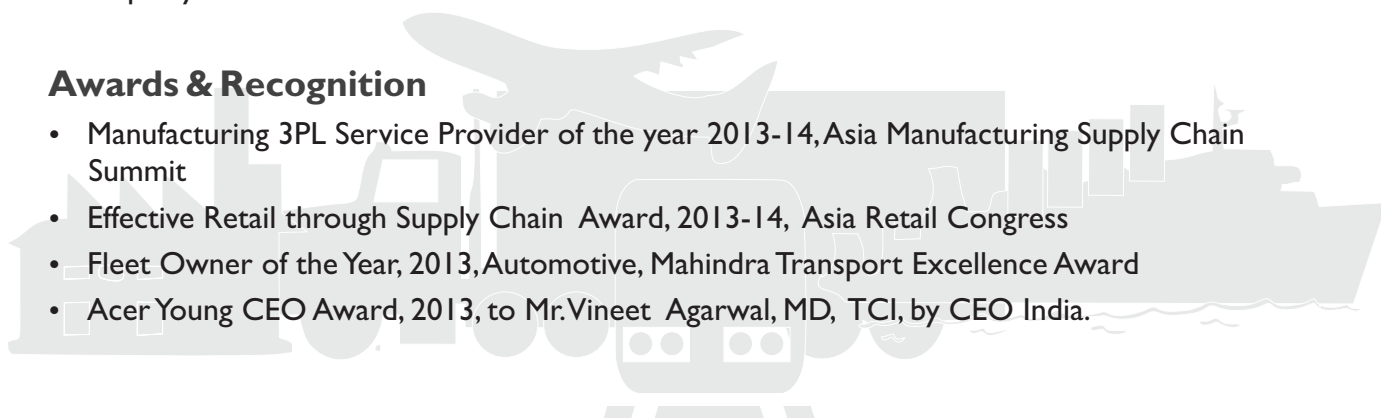 Awards & Recognition
• Manufacturing 3PL Service Provider of the year 2013-14, Asia Manufacturing Supply Chain
Summit
• Effective Retail through Supply Chain Award, 2013-14, Asia Retail Congress
• Fleet Owner of the Year, 2013, Automotive, Mahindra Transport Excellence Award
• Acer Young CEO Award, 2013, to Mr. Vineet Agarwal, MD, TCI, by CEO India.